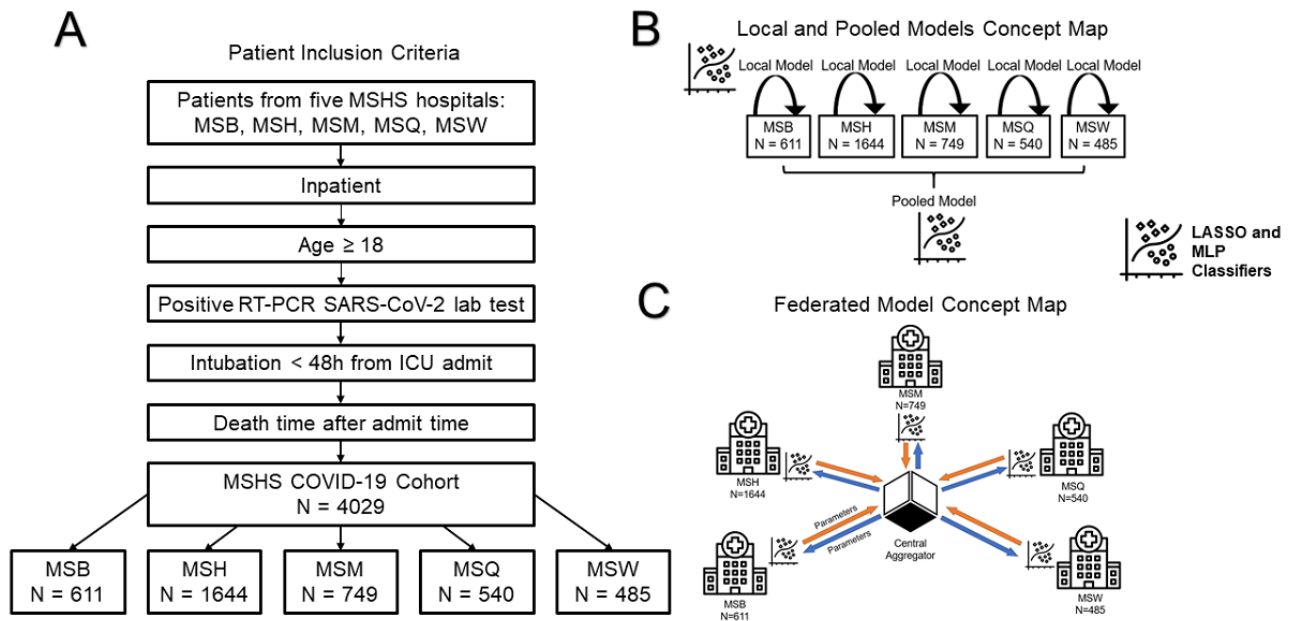 A
Patient Inclusion Criteria
Patients from five MSHS hospitals:
MSB, MSH, MSM, MSQ, MSW
Inpatient
Age ≥ 18
Positive RT-PCR SARS-CoV-2 lab test
Intubation < 48h from ICU admit
Death time after admit time
MSHS COVID-19 Cohort
N = 4029
MSB
N = 611
MSH
N = 1644
MSM
N = 749
MSQ
N = 540
MSW
N = 485
B
Local and Pooled Models Concept Map
Local Model
Local Model
Local Model
Local Model
Local Model
MSB
N = 611
MSH
N = 1644
MSM
N = 749
MSQ
N = 540
MSW
N = 485
Pooled Model
LASSO and
MLP
Classifiers
C
Federated Model Concept Map
MSM
N=749
MSH
N=1644
MSQ
N=540
Parameters
Parameters
Central
Aggregator
MSB
N=611
MSW
N=485